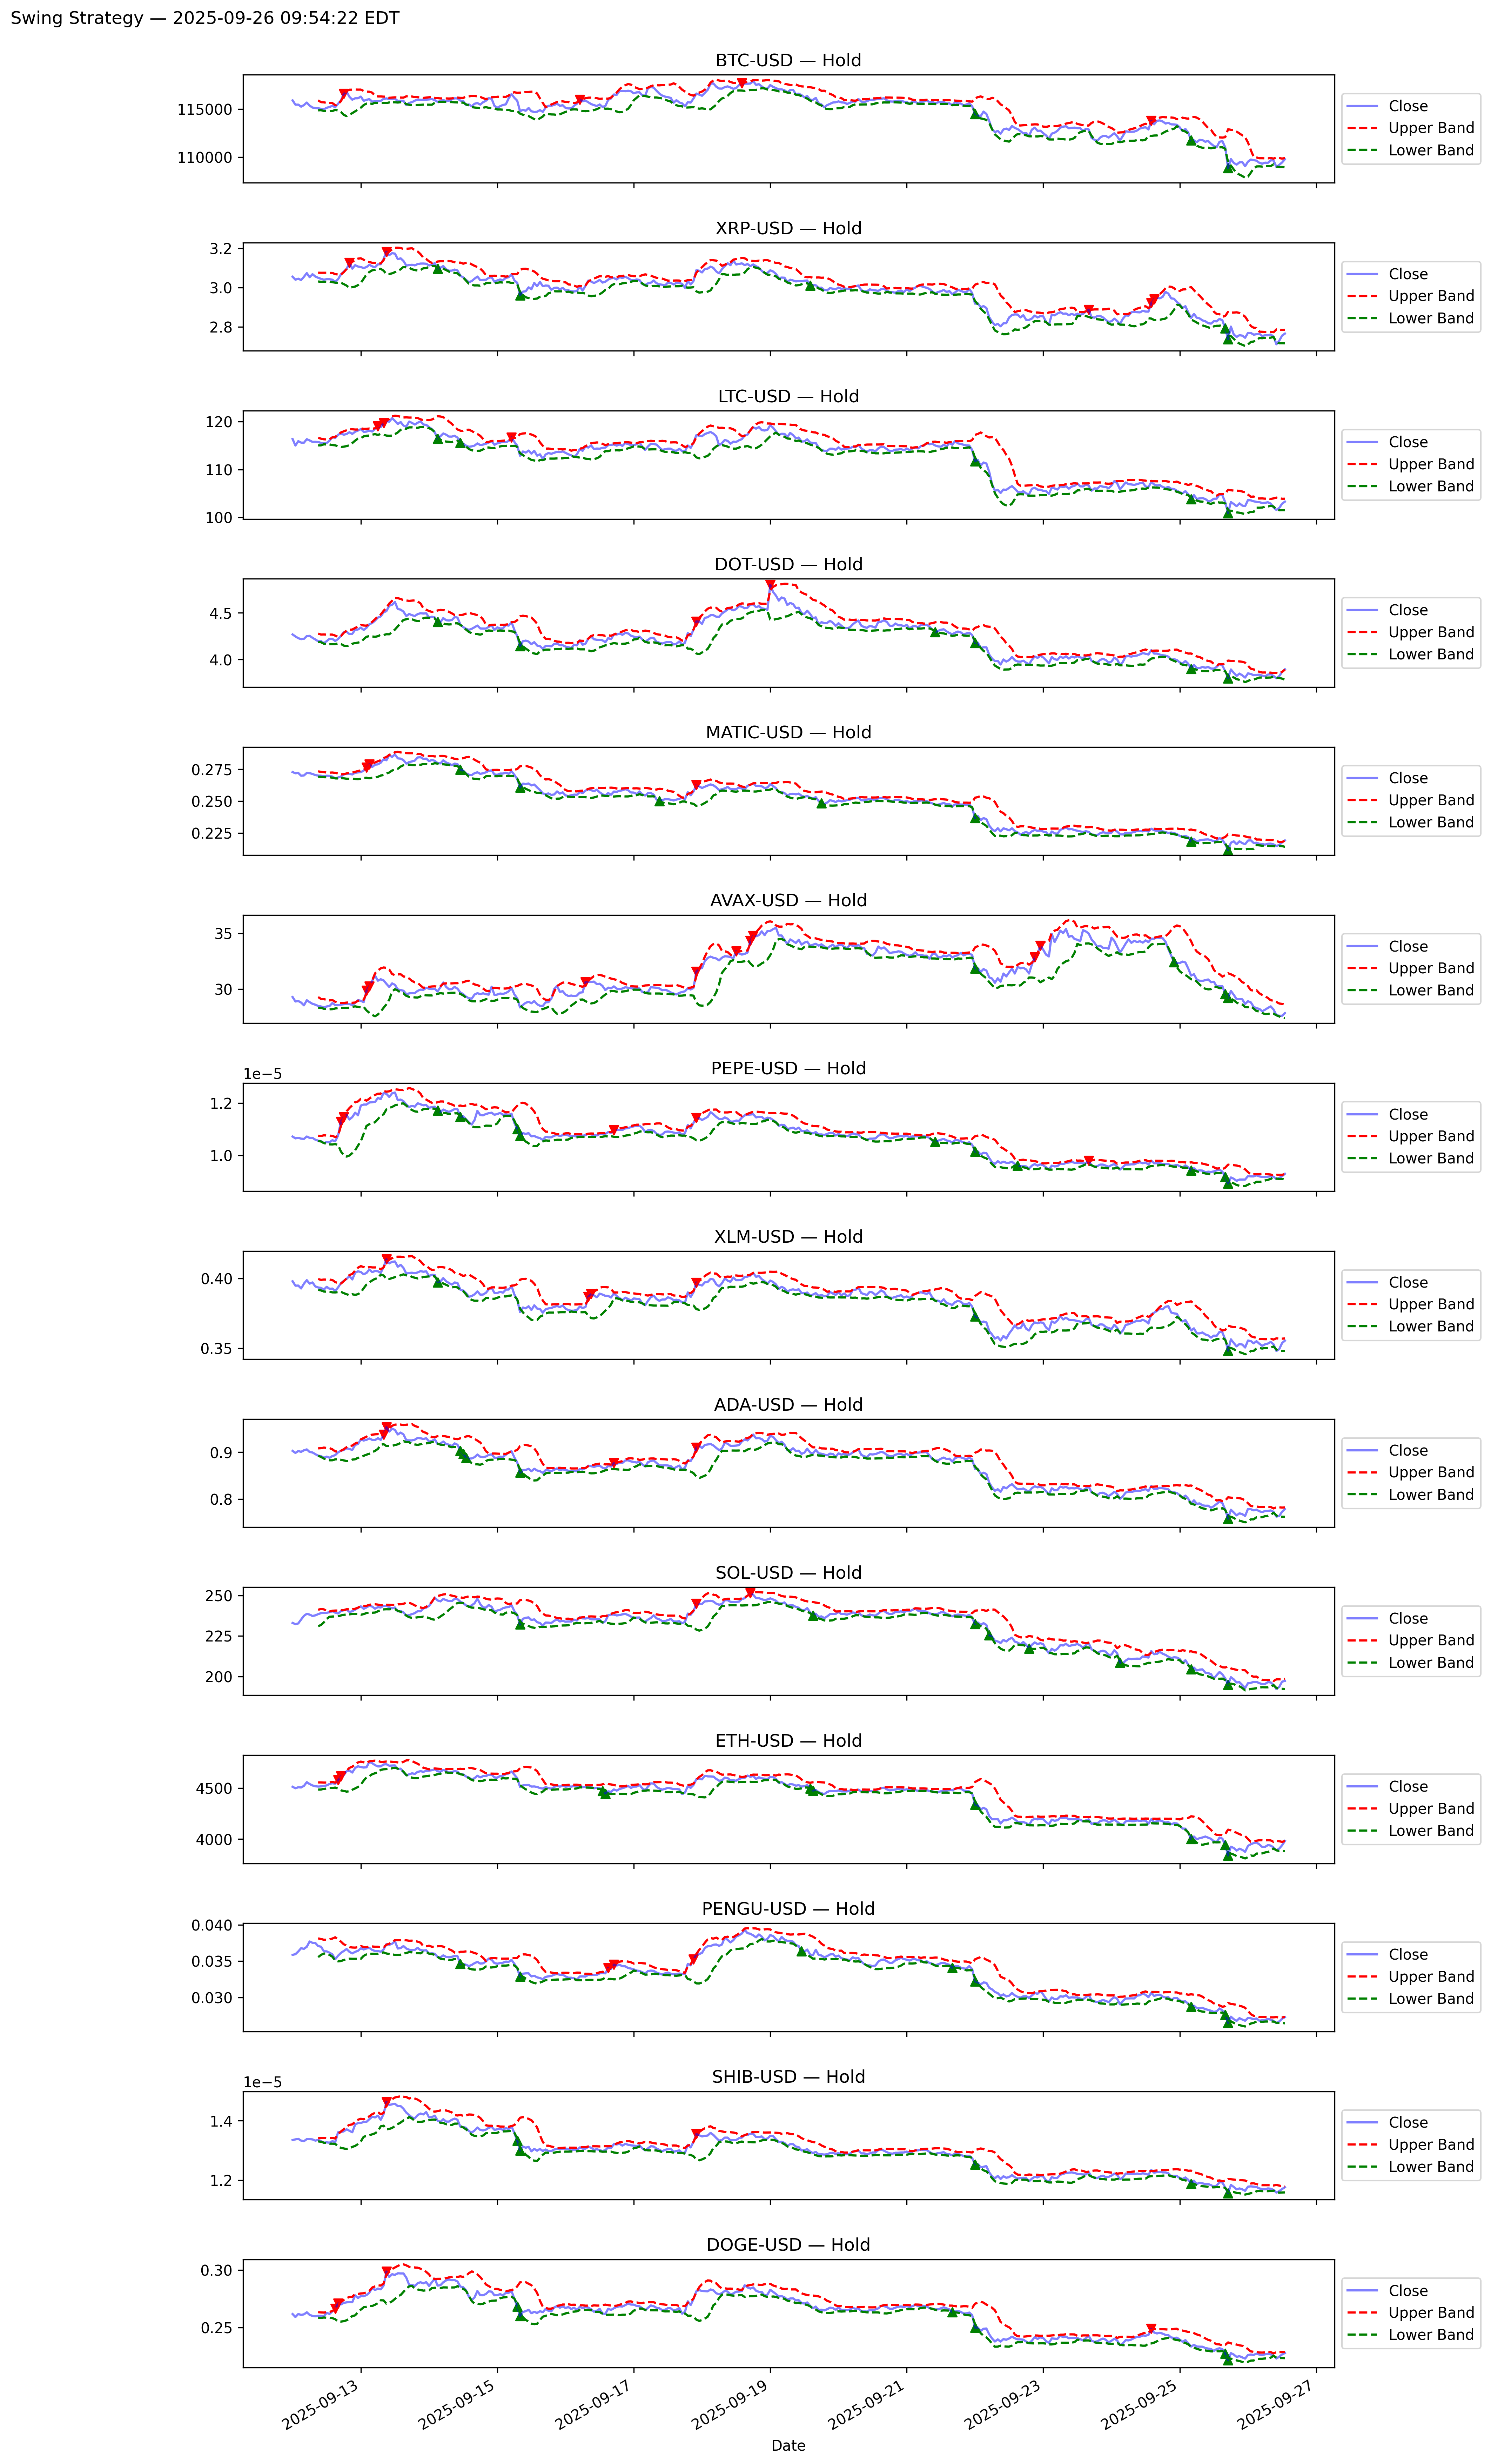 Swing Strategy — 2025-09-26 09:54:22 EDT
BTC-USD — Hold
115000
110000
Close
Upper Band
Lower Band
XRP-USD — Hold
3.2
3.0
2.8
Close
Upper Band
Lower Band
LTC-USD — Hold
120
110
100
Close
Upper Band
Lower Band
DOT-USD — Hold
4.5
4.0
Close
Upper Band
Lower Band
MATIC-USD — Hold
0.275
0.250
0.225
Close
Upper Band
Lower Band
AVAX-USD — Hold
35
30
Close
Upper Band
Lower Band
PEPE-USD — Hold
1e−5
1.2
1.0
Close
Upper Band
Lower Band
XLM-USD — Hold
0.40
0.35
Close
Upper Band
Lower Band
ADA-USD — Hold
0.9
0.8
Close
Upper Band
Lower Band
SOL-USD — Hold
250
225
200
Close
Upper Band
Lower Band
ETH-USD — Hold
4500
4000
Close
Upper Band
Lower Band
PENGU-USD — Hold
0.040
0.035
0.030
Close
Upper Band
Lower Band
SHIB-USD — Hold
1e−5
1.4
1.2
Close
Upper Band
Lower Band
DOGE-USD — Hold
0.30
0.25
Close
Upper Band
Lower Band
2025-09-13
2025-09-15
2025-09-17
2025-09-19
2025-09-21
2025-09-23
2025-09-25
2025-09-27
Date